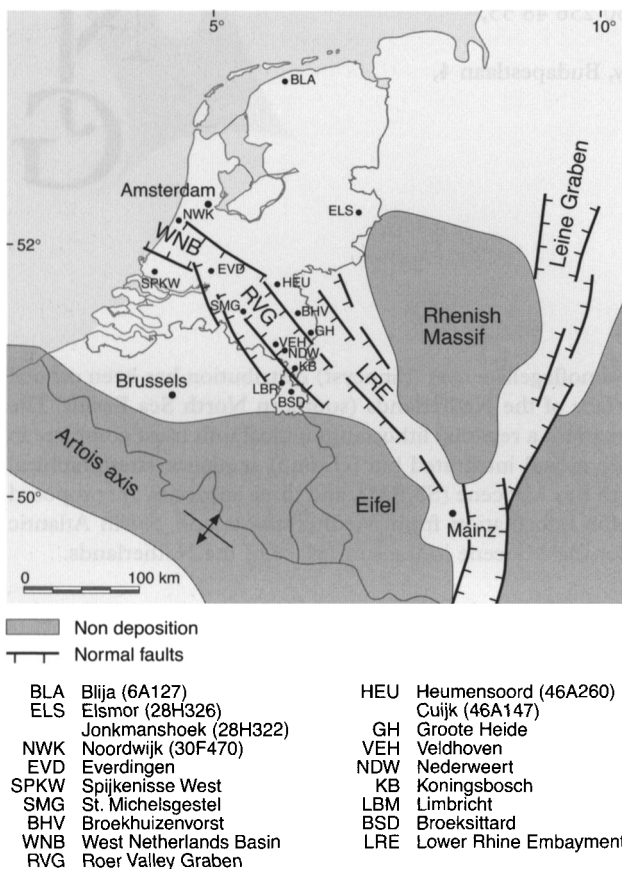 5°
10°
Budapestlaan 4,
BLA
Amsterdam
NWK
ELS
Leine Graben
52°
WNB
SPKW
EVD
HEU
RVG
SMG
BHV
GH
Rhenish
Massif
VEH
NDW
KB
LRE
LBR
BSD
Brussels
Artois axis
50°
Eifel
Mainz
0
100 km
Non deposition
Normal faults
BLA Blija (6A127)
ELS Elsmor (28H326)
Jonkmanshoek (28H322)
NWK Noordwijk (30F470)
EVD Everdingen
SPKW Spijkenisse West
SMG St. Michelsgestel
BHV Broekhuizenvorst
WNB West Netherlands Basin
RVG Roer Valley Graben
HEU Heumensoord (46A260)
Cuijk (46A147)
GH Groote Heide
VEH Veldhoven
NDW Nederweert
KB Koningsbosch
LBM Limbricht
BSD Broeksittard
LRE Lower Rhine Embayment